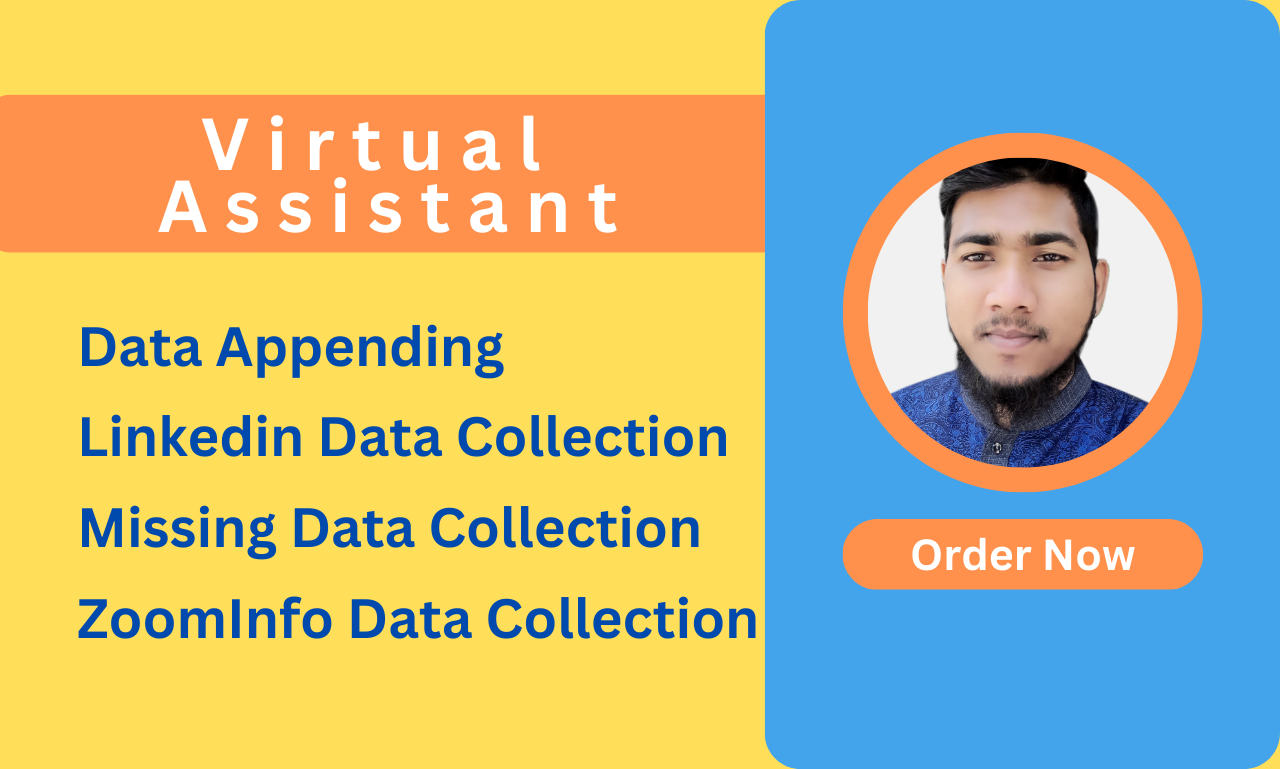 Virtual
Assistant
Data Appending
Linkedin Data Collection
Missing Data Collection
ZoomInfo Data Collection
Order Now